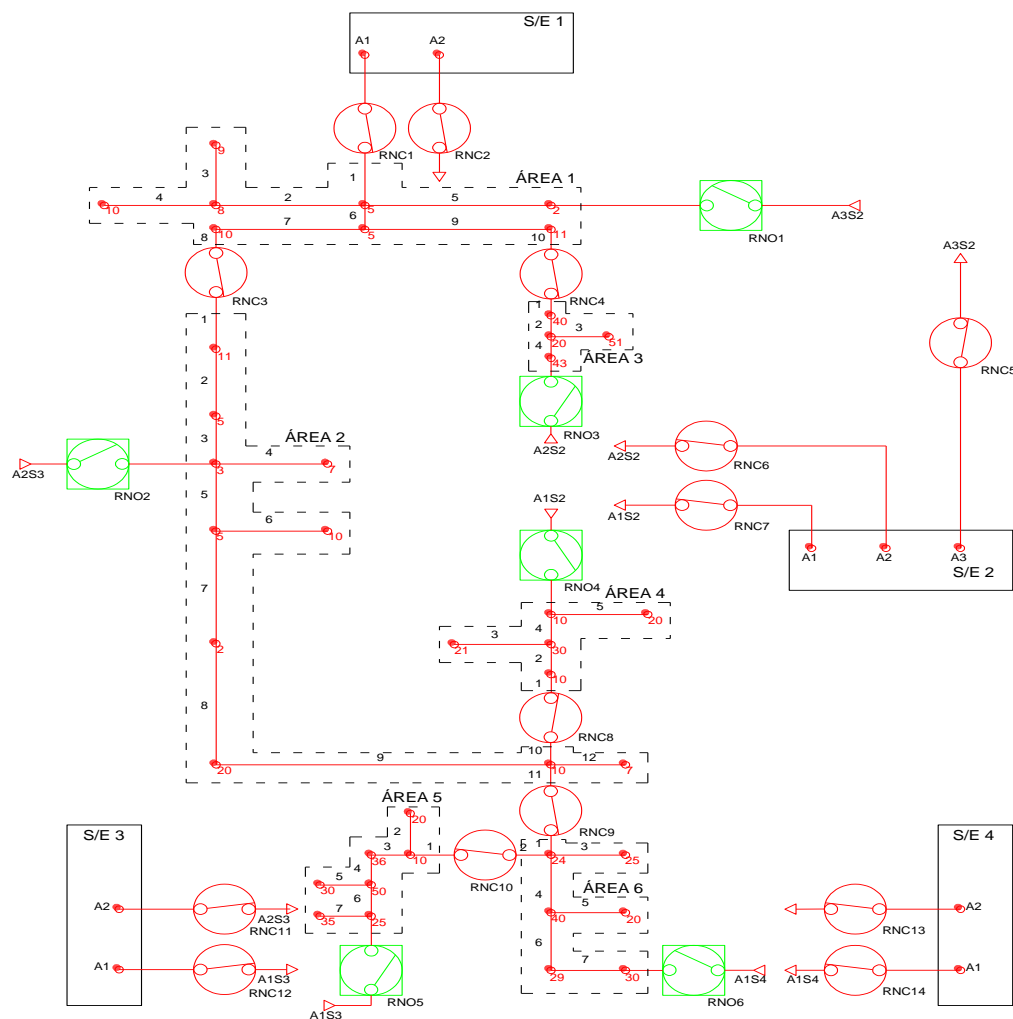 S/E 1
A1 A2
RNC1
RNC2
ÁREA 1
9
3
1
4 2 5
10 8 5 2
6
7 9
10 5 11
8 10
RNO1
A3S2
A3S2
RNC3
RNC4
RNC5
1
1
40
2
3
20
51
4
43
ÁREA 3
11
2
5
3
RNO3
A2S2
ÁREA 2
4
A2S3
3
7
RNO2
A2S2
RNC6
5
6
5
10
A1S2
A1S2
RNC7
A1 A2 A3
S/E 2
RNO4
7
ÁREA 4
5
10
20
4
3
2
21
30
2
10
1
8
RNC8
10
9
12
20
10
7
11
ÁREA 5
RNC9
S/E 3
S/E 4
20
2
3 1
2
1
3
36
10
24
25
RNC10
4
5
30
50
ÁREA 6
4
5
6
7
35
25
40
20
A2
A2S3
RNC11
RNC13
A2
6
7
29
30
A1
A1S3
RNC12
RNO5
A1S3
RNO6
A1S4
A1S4
RNC14
A1